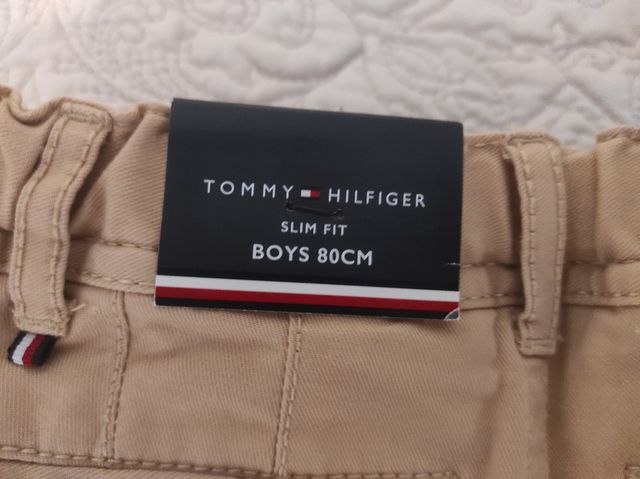 TOMMY HILFIGER
SLIM FIT
BOYS 80CM